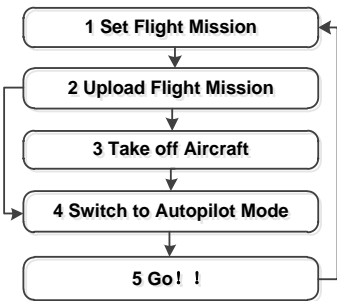 1 Set Flight Mission
2 Upload Flight Mission
3 Take off Aircraft
4 Switch to Autopilot Mode
5 Go！！